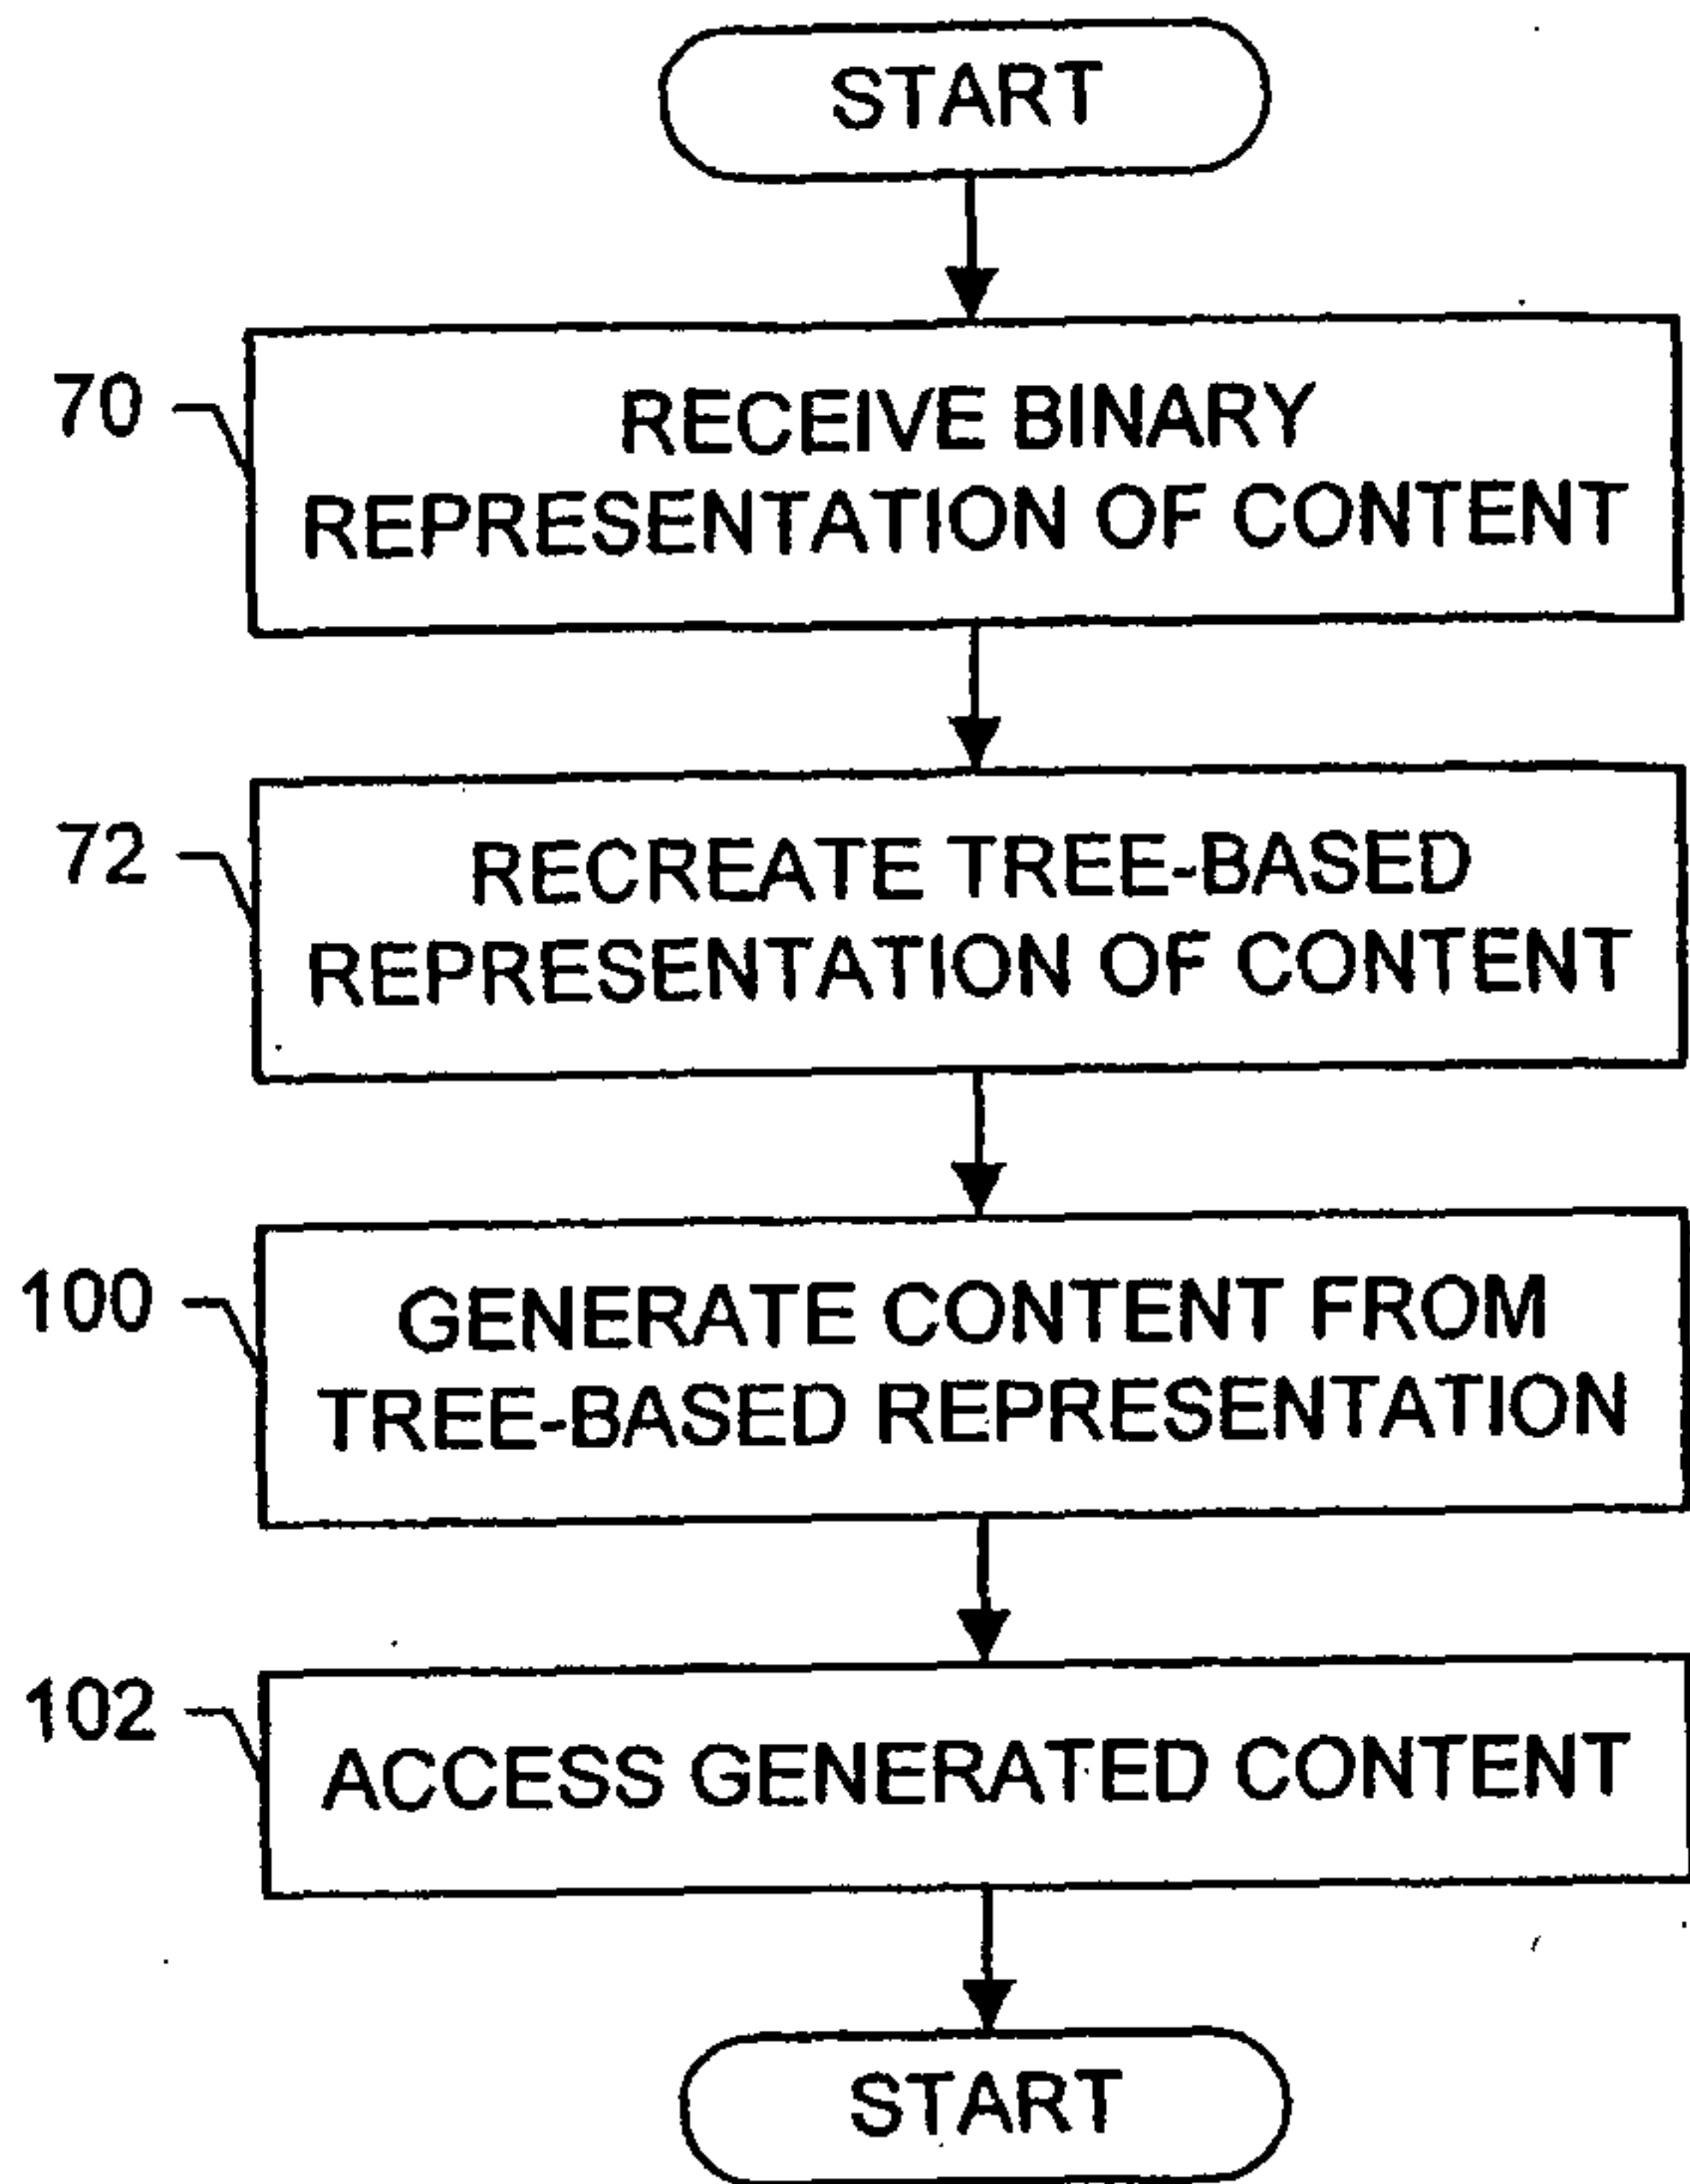 START
70
RECEIVE BINARY
REPRESENTATION OF CONTENT
72
RECREATE TREE-BASED
REPRESENTATION OF CONTENT
100
GENERATE CONTENT FROM
TREE-BASED REPRESENTATION
102
ACCESS GENERATED CONTENT
START